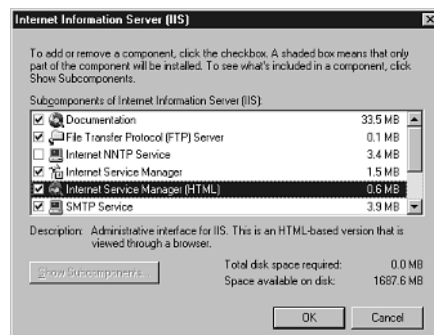 Internet Information Server (IIS)
To add or remove a component, click the checkbox. A shaded box means that only
part of the component will be installed. To see what's included in a component, click
Show Subcomponents.
Subcomponents of Internet Information Server (IIS):
Documentation 33.5 MB
File Transfer Protocol (FTP) Server 0.1 MB
Internet NNTP Service 3.4 MB
Internet Service Manager 1.5 MB
Internet Service Manager (HTML) 0.6 MB
SMTP Service 3.9 MB
Description: Administrative interface for IIS. This is an HTML-based version that is
viewed through a browser.
Show Subcomponents...
Total disk space required: 0.0 MB
Space available on disk: 1687.6 MB
OK Cancel